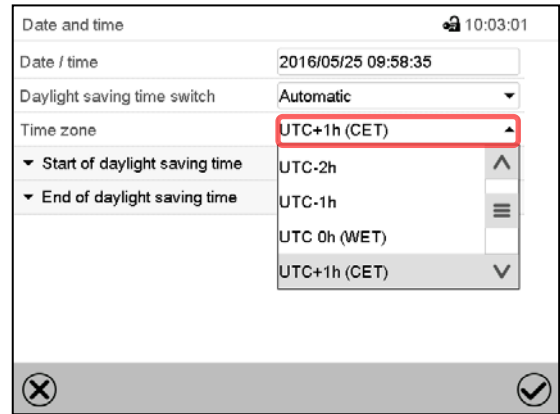 Date and time 10:03:01
Date / time 2016/05/25 09:58:35
Daylight saving time switch Automatic
Time zone UTC+1h (CET)
Start of daylight saving time UTC-2h
UTC-1h
End of daylight saving time
UTC 0h (WET)
UTC+1h (CET)